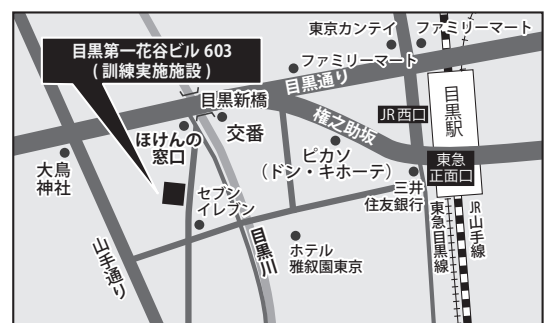 東京カンテイ
ファミリーマート
目黒第一花谷ビル 603
( 訓練実施施設 )
ファミリーマート
目黒通り
目黒新橋
目黒駅
JR 西口
権之助坂
交番
ほけんの
窓口
ピカソ
(ドン・キホーテ)
東急
正面口
大鳥
神社
三井
住友銀行
セブン
イレブン
目黒川
ホテル
雅叙園東京
山手通り
東急目黒線
JR山手線